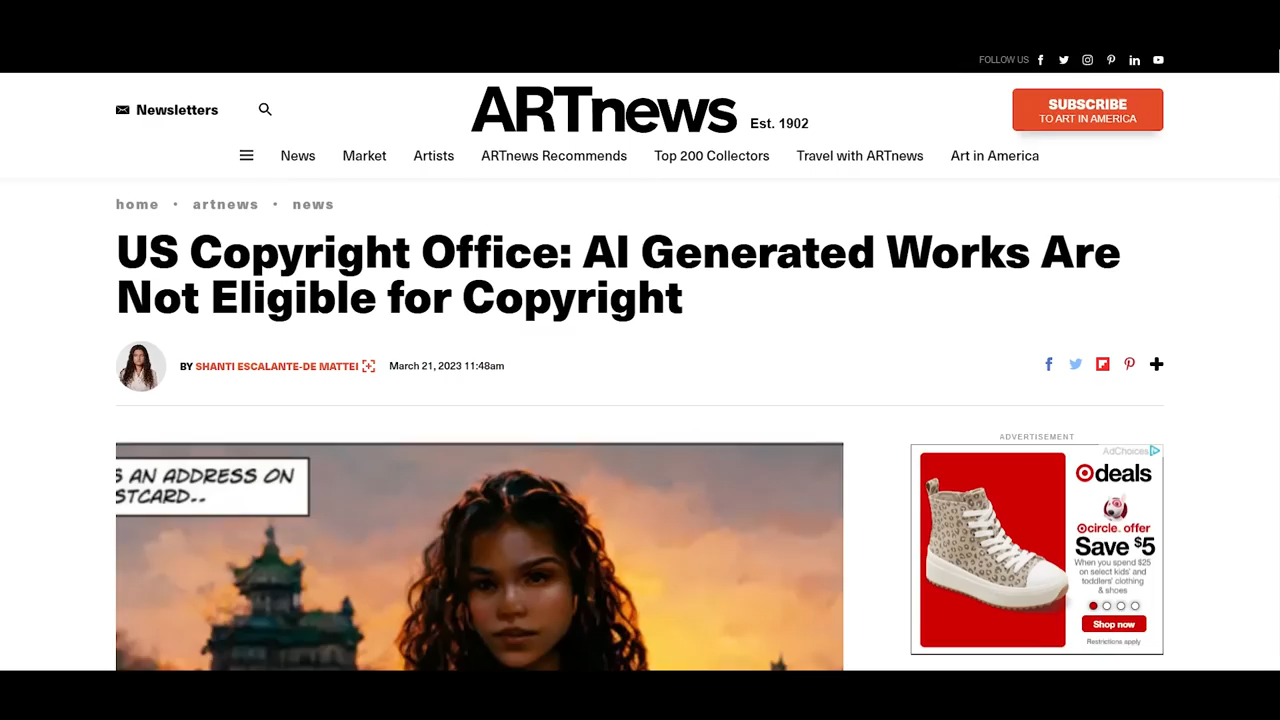 FOLLOW US
Newsletters
ARTnews Est. 1902
SUBSCRIBE
TO ART IN AMERICA
News Market Artists ARTnews Recommends Top 200 Collectors Travel with ARTnews Art in America
home • artnews • news
US Copyright Office: AI Generated Works Are
Not Eligible for Copyright
BY SHANTI ESCALANTE-DE MATTEI March 21, 2023 11:48am
S AN ADDRESS ON
STCARD--
ADVERTISEMENT
AdChoices
deals
circle offer
Save $5
When you spend $25
on select kids' and
toddlers' clothing
& shoes
Shop now
Restrictions apply